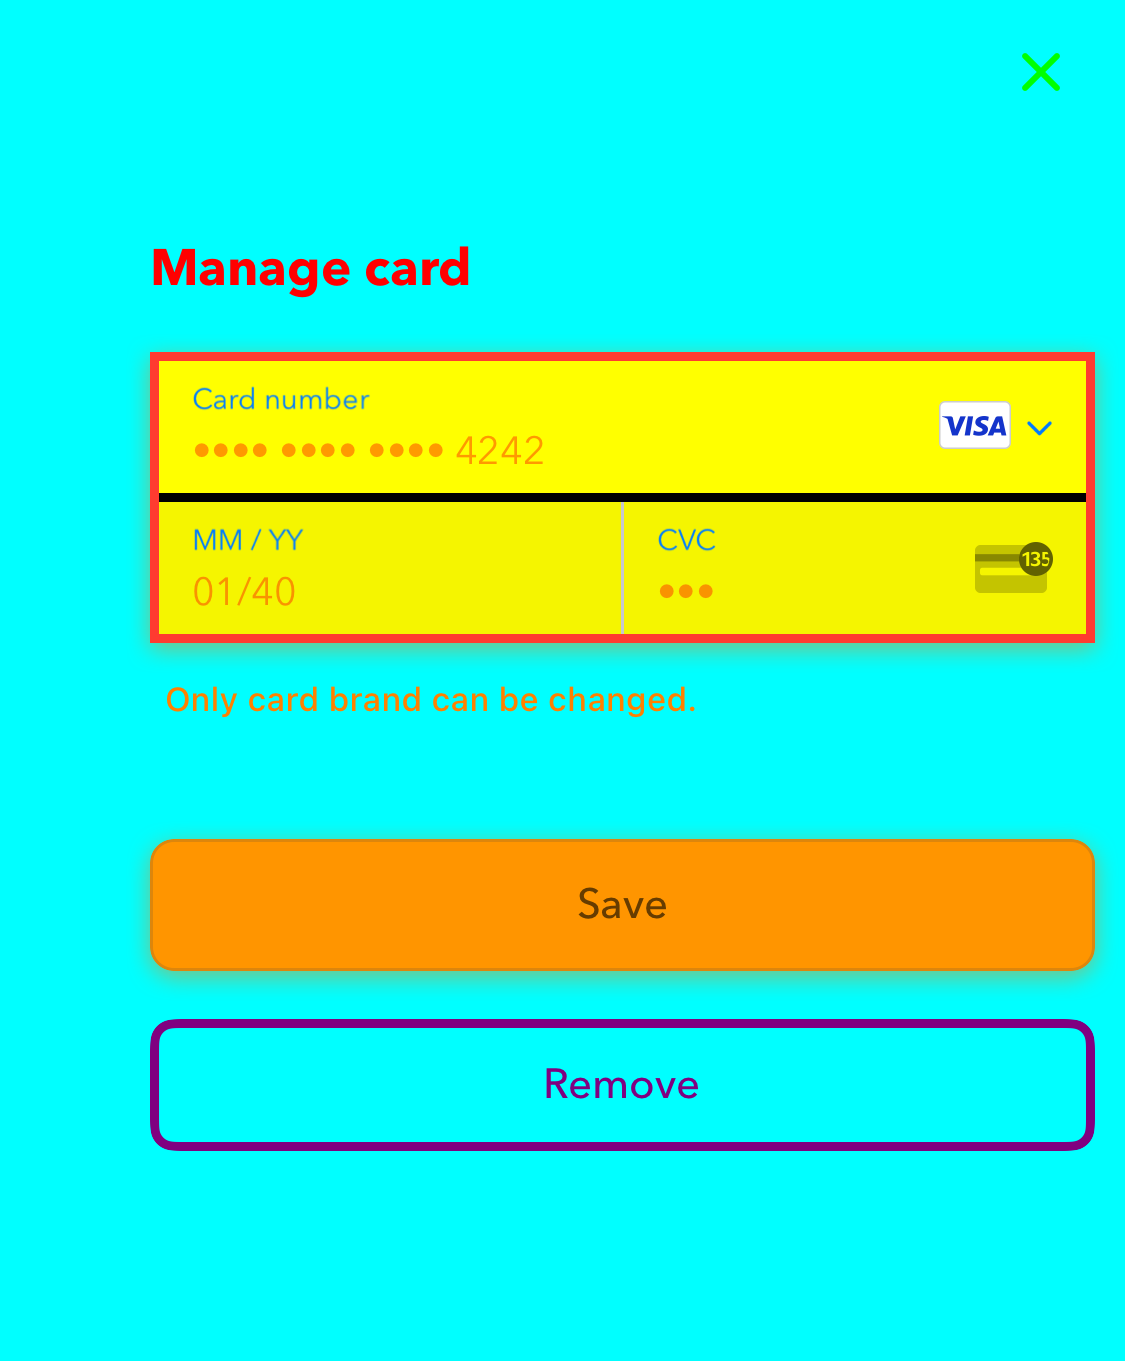 Manage card
Card number
•••• •••• •••• 4242
VISA
MM / YY
01/40
CVC
•••
135
Only card brand can be changed.
Save
Remove